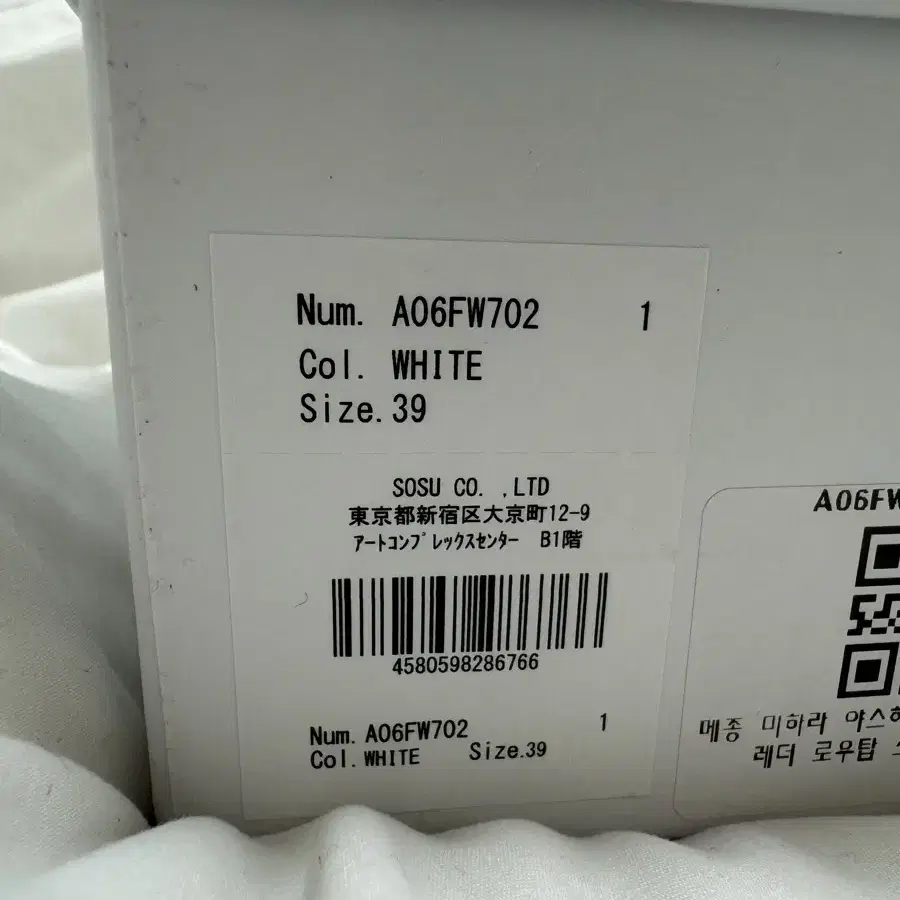 Num. A06FW702 1
Col. WHITE
Size.39
SOSU CO. ,LTD
東京都新宿区大京町12-9
ｱｰﾄｺﾝﾌﾟﾚｯｸｽｾﾝﾀｰ B1階
4580598286766
Num. A06FW702 1
Col. WHITE Size.39
A06FW
메종 미하라 야스히
레더 로우탑